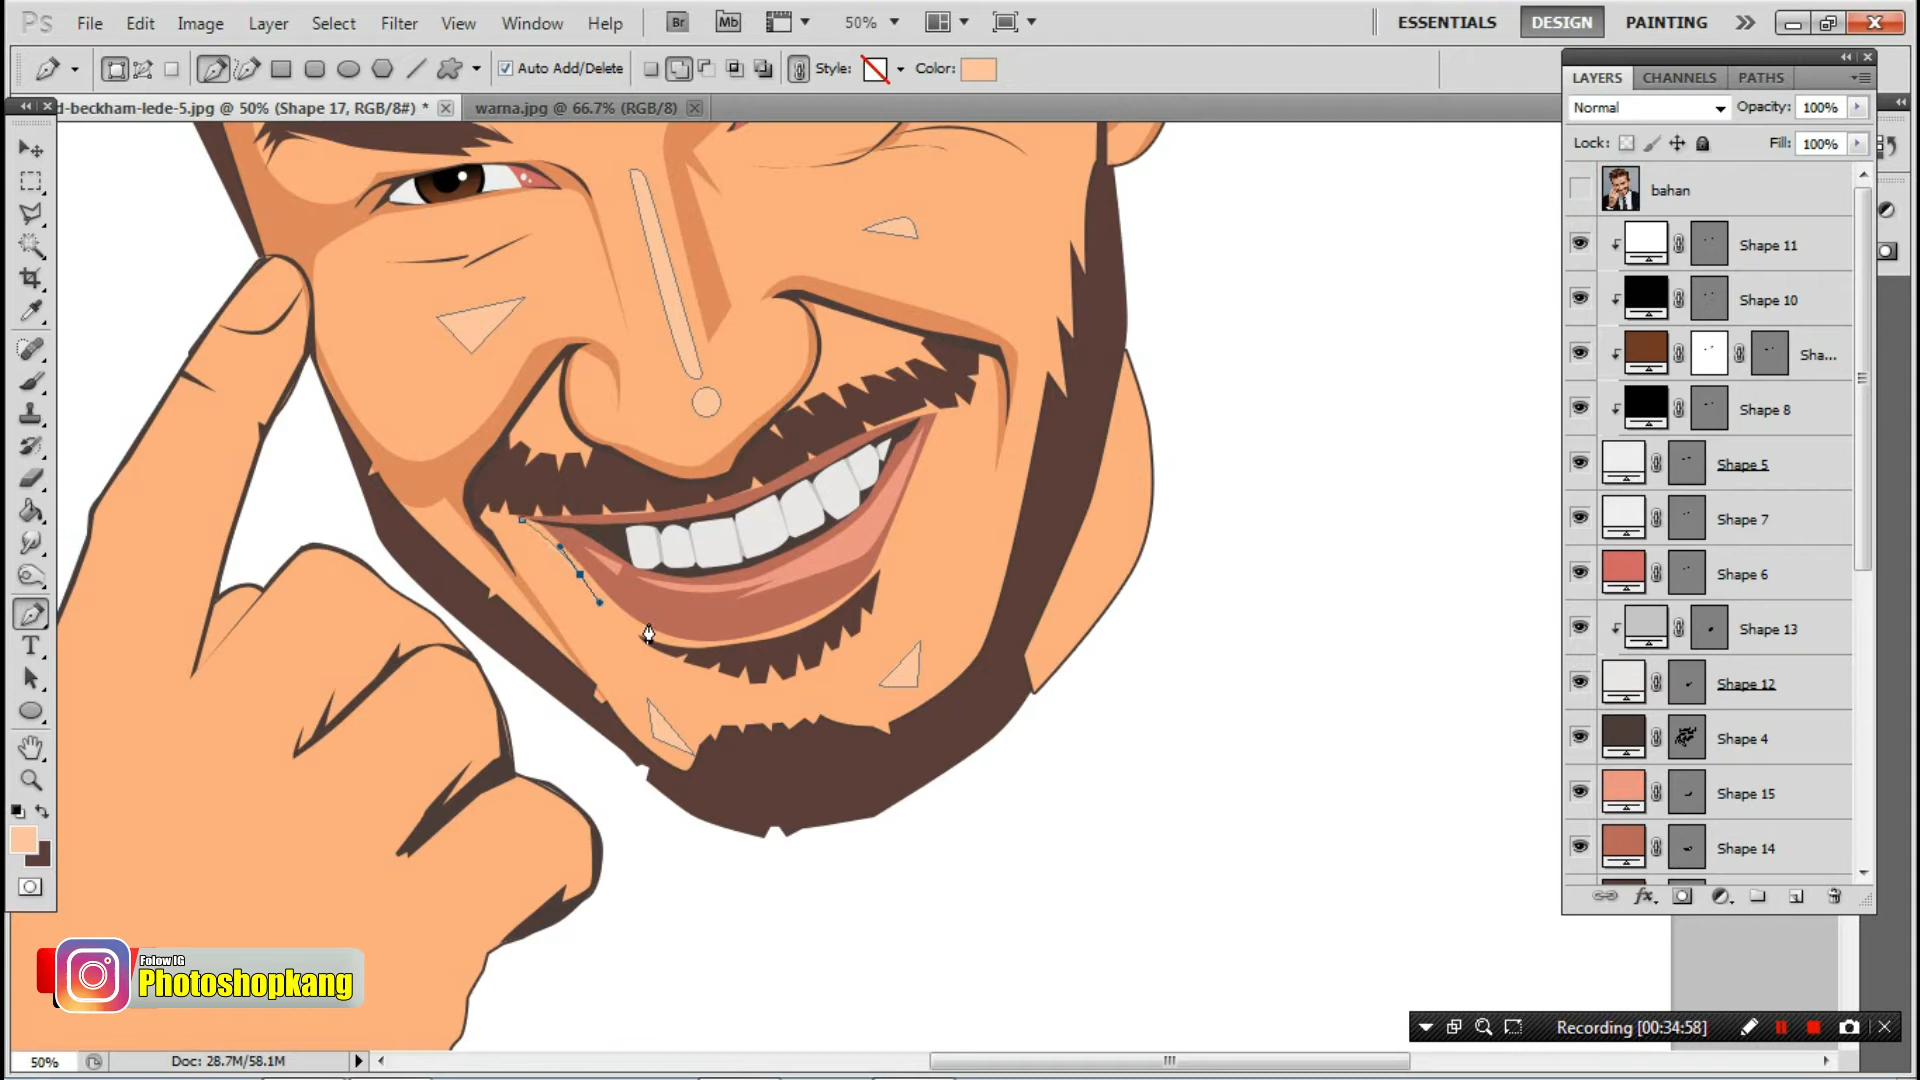 Ps File Edit Image Layer Select Filter View Window Help Br Mb 50% ESSENTIALS DESIGN PAINTING
Auto Add/Delete Style: Color:
d-beckham-lede-5.jpg @ 50% (Shape 17, RGB/8#) * warna.jpg @ 66.7% (RGB/8)
LAYERS CHANNELS PATHS
Normal Opacity: 100%
Lock: Fill: 100%
bahan
Shape 11
Shape 10
Sha...
Shape 8
Shape 5
Shape 7
Shape 6
Shape 13
Shape 12
Shape 4
Shape 15
Shape 14
T
fx
Folow IG
Photoshopkang
Recording [00:34:58]
50% Doc: 28.7M/58.1M